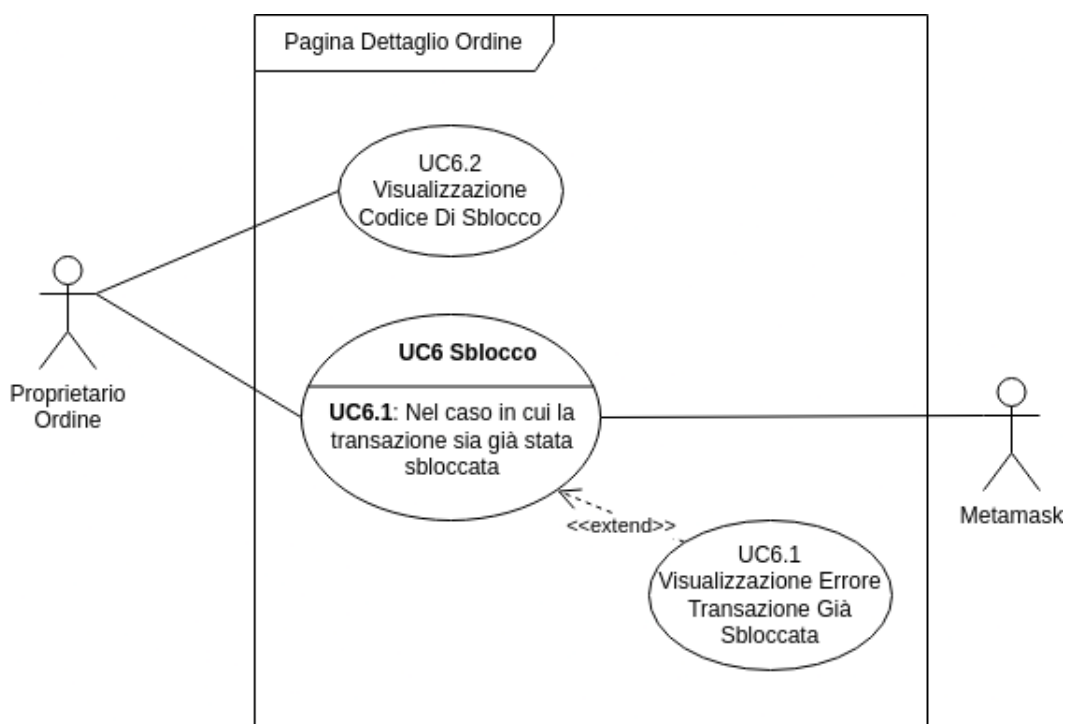 Pagina Dettaglio Ordine
UC6.2
Visualizzazione
Codice Di Sblocco
Proprietario
Ordine
UC6 Sblocco
UC6.1: Nel caso in cui la
transazione sia già stata
sbloccata
Metamask
<<extend>>
UC6.1
Visualizzazione Errore
Transazione Già
Sbloccata